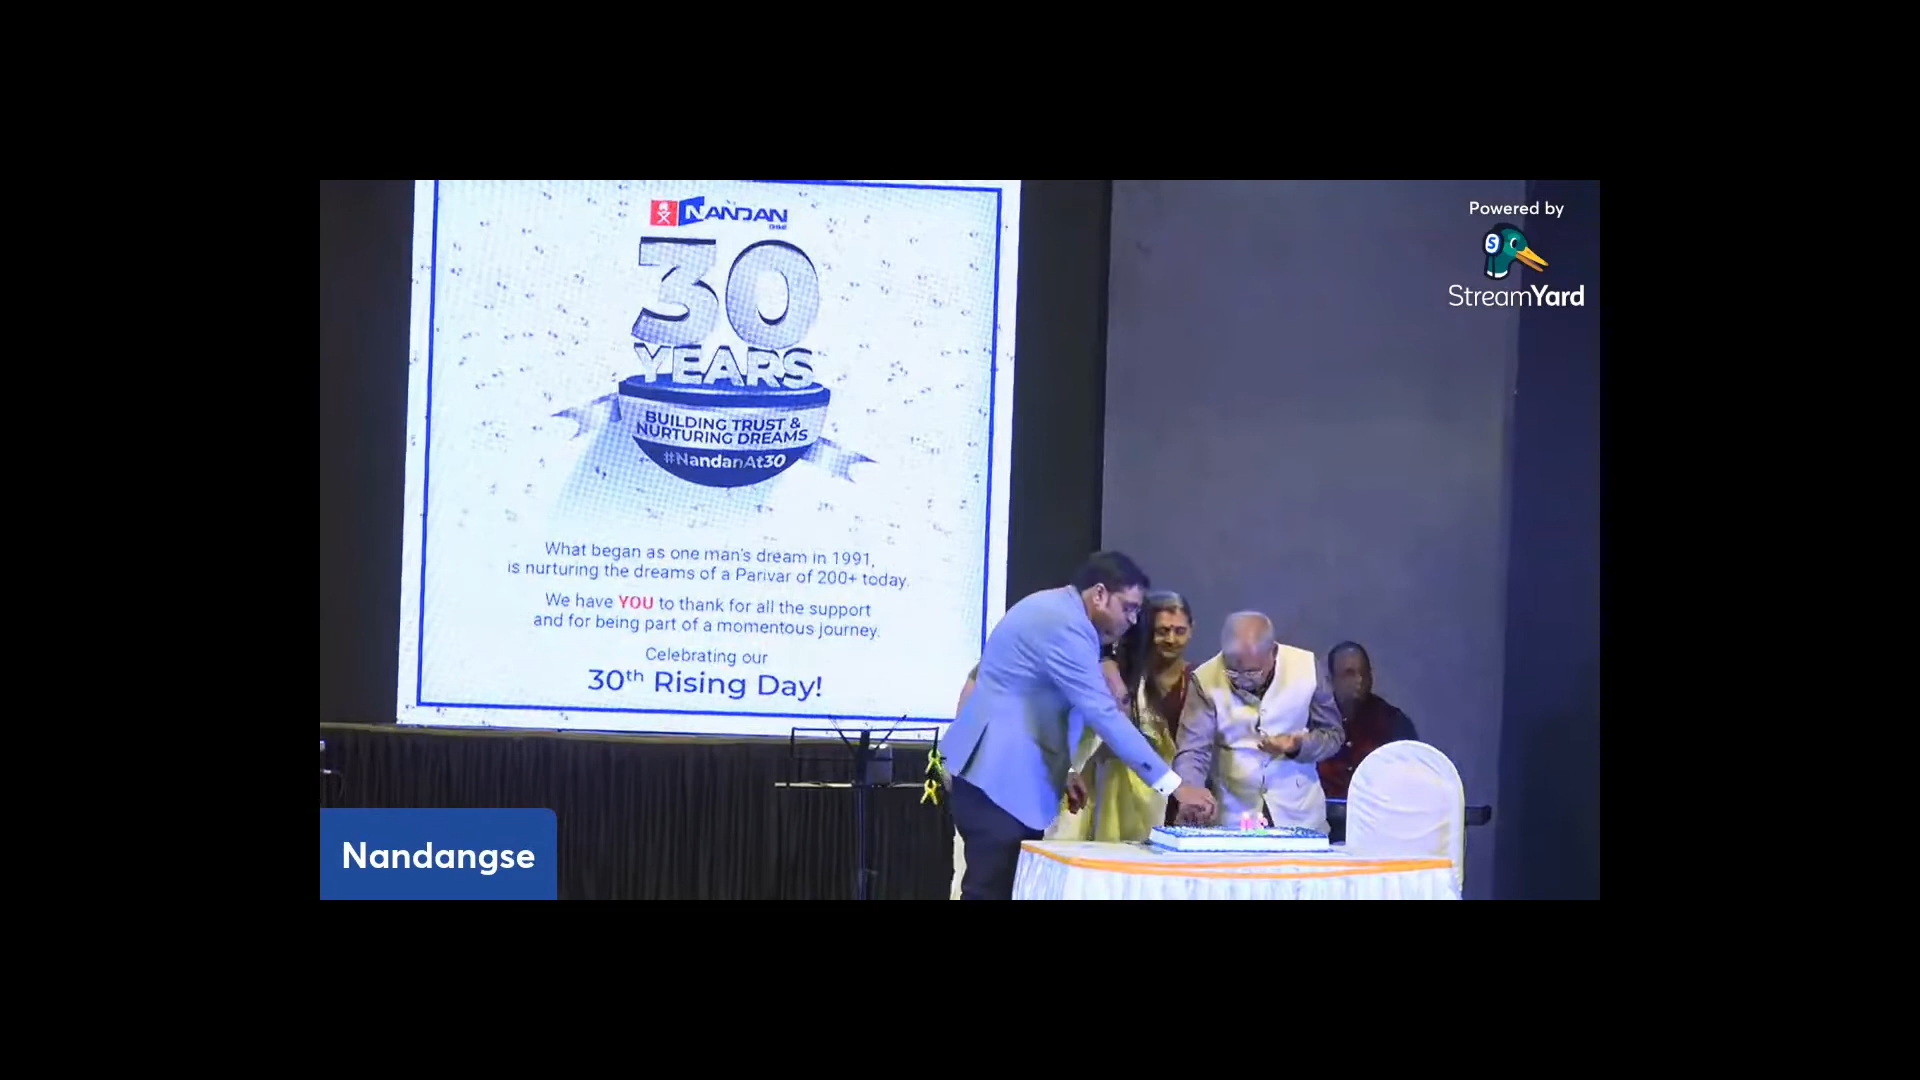 NANDAN
30
YEARS
BUILDING TRUST &
NURTURING DREAMS
#NandanAt30
What began as one man's dream in 1991,
is nurturing the dreams of a Parivar of 200+ today.
We have YOU to thank for all the support
and for being part of a momentous journey.
Celebrating our
30th Rising Day!
Powered by
StreamYard
Nandangse